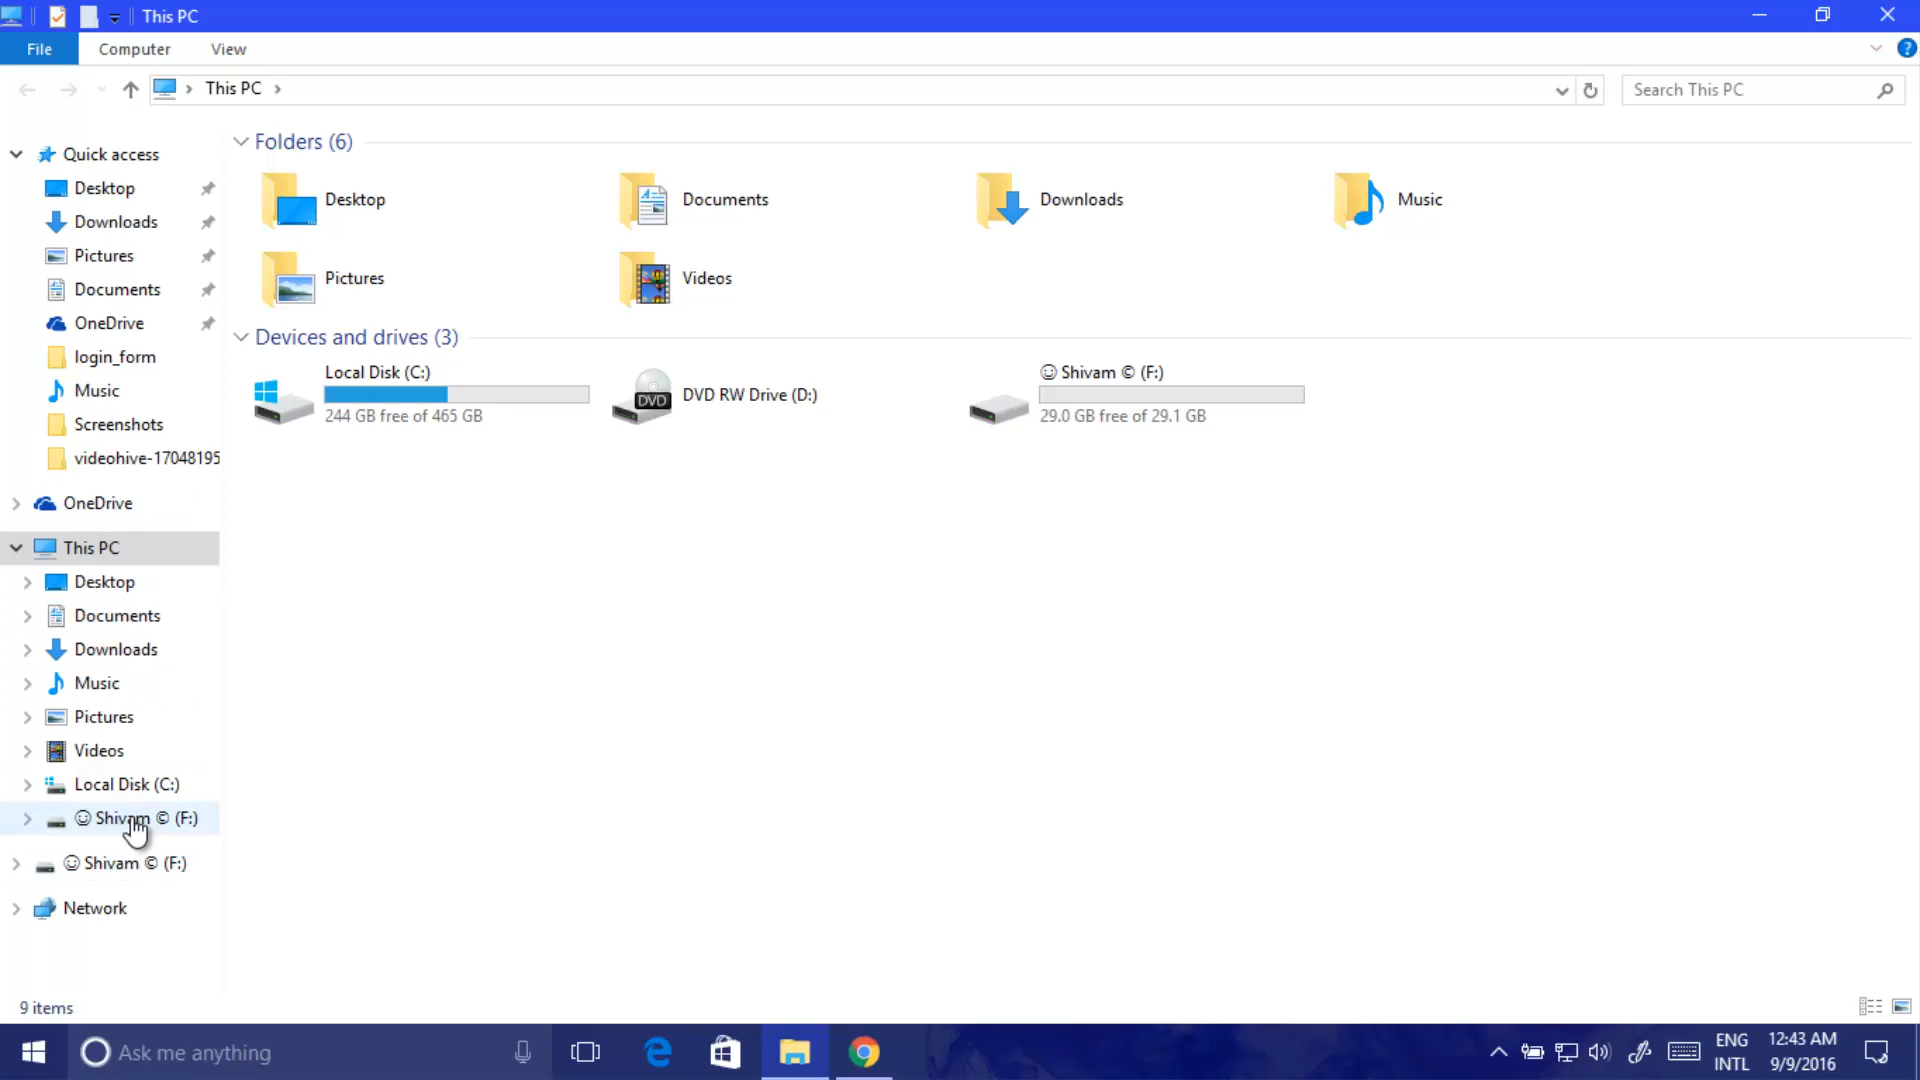 This PC
File Computer View
This PC
Search This PC
Quick access
Desktop
Downloads
Pictures
Documents
OneDrive
login_form
Music
Screenshots
videohive-17048195
OneDrive
This PC
Desktop
Documents
Downloads
Music
Pictures
Videos
Local Disk (C:)
☺ Shivam © (F:)
☺ Shivam © (F:)
Network
Folders (6)
Desktop
Documents
Downloads
Music
Pictures
Videos
Devices and drives (3)
Local Disk (C:)
244 GB free of 465 GB
DVD
DVD RW Drive (D:)
☺ Shivam © (F:)
29.0 GB free of 29.1 GB
9 items
Ask me anything
ENG
INTL
12:43 AM
9/9/2016